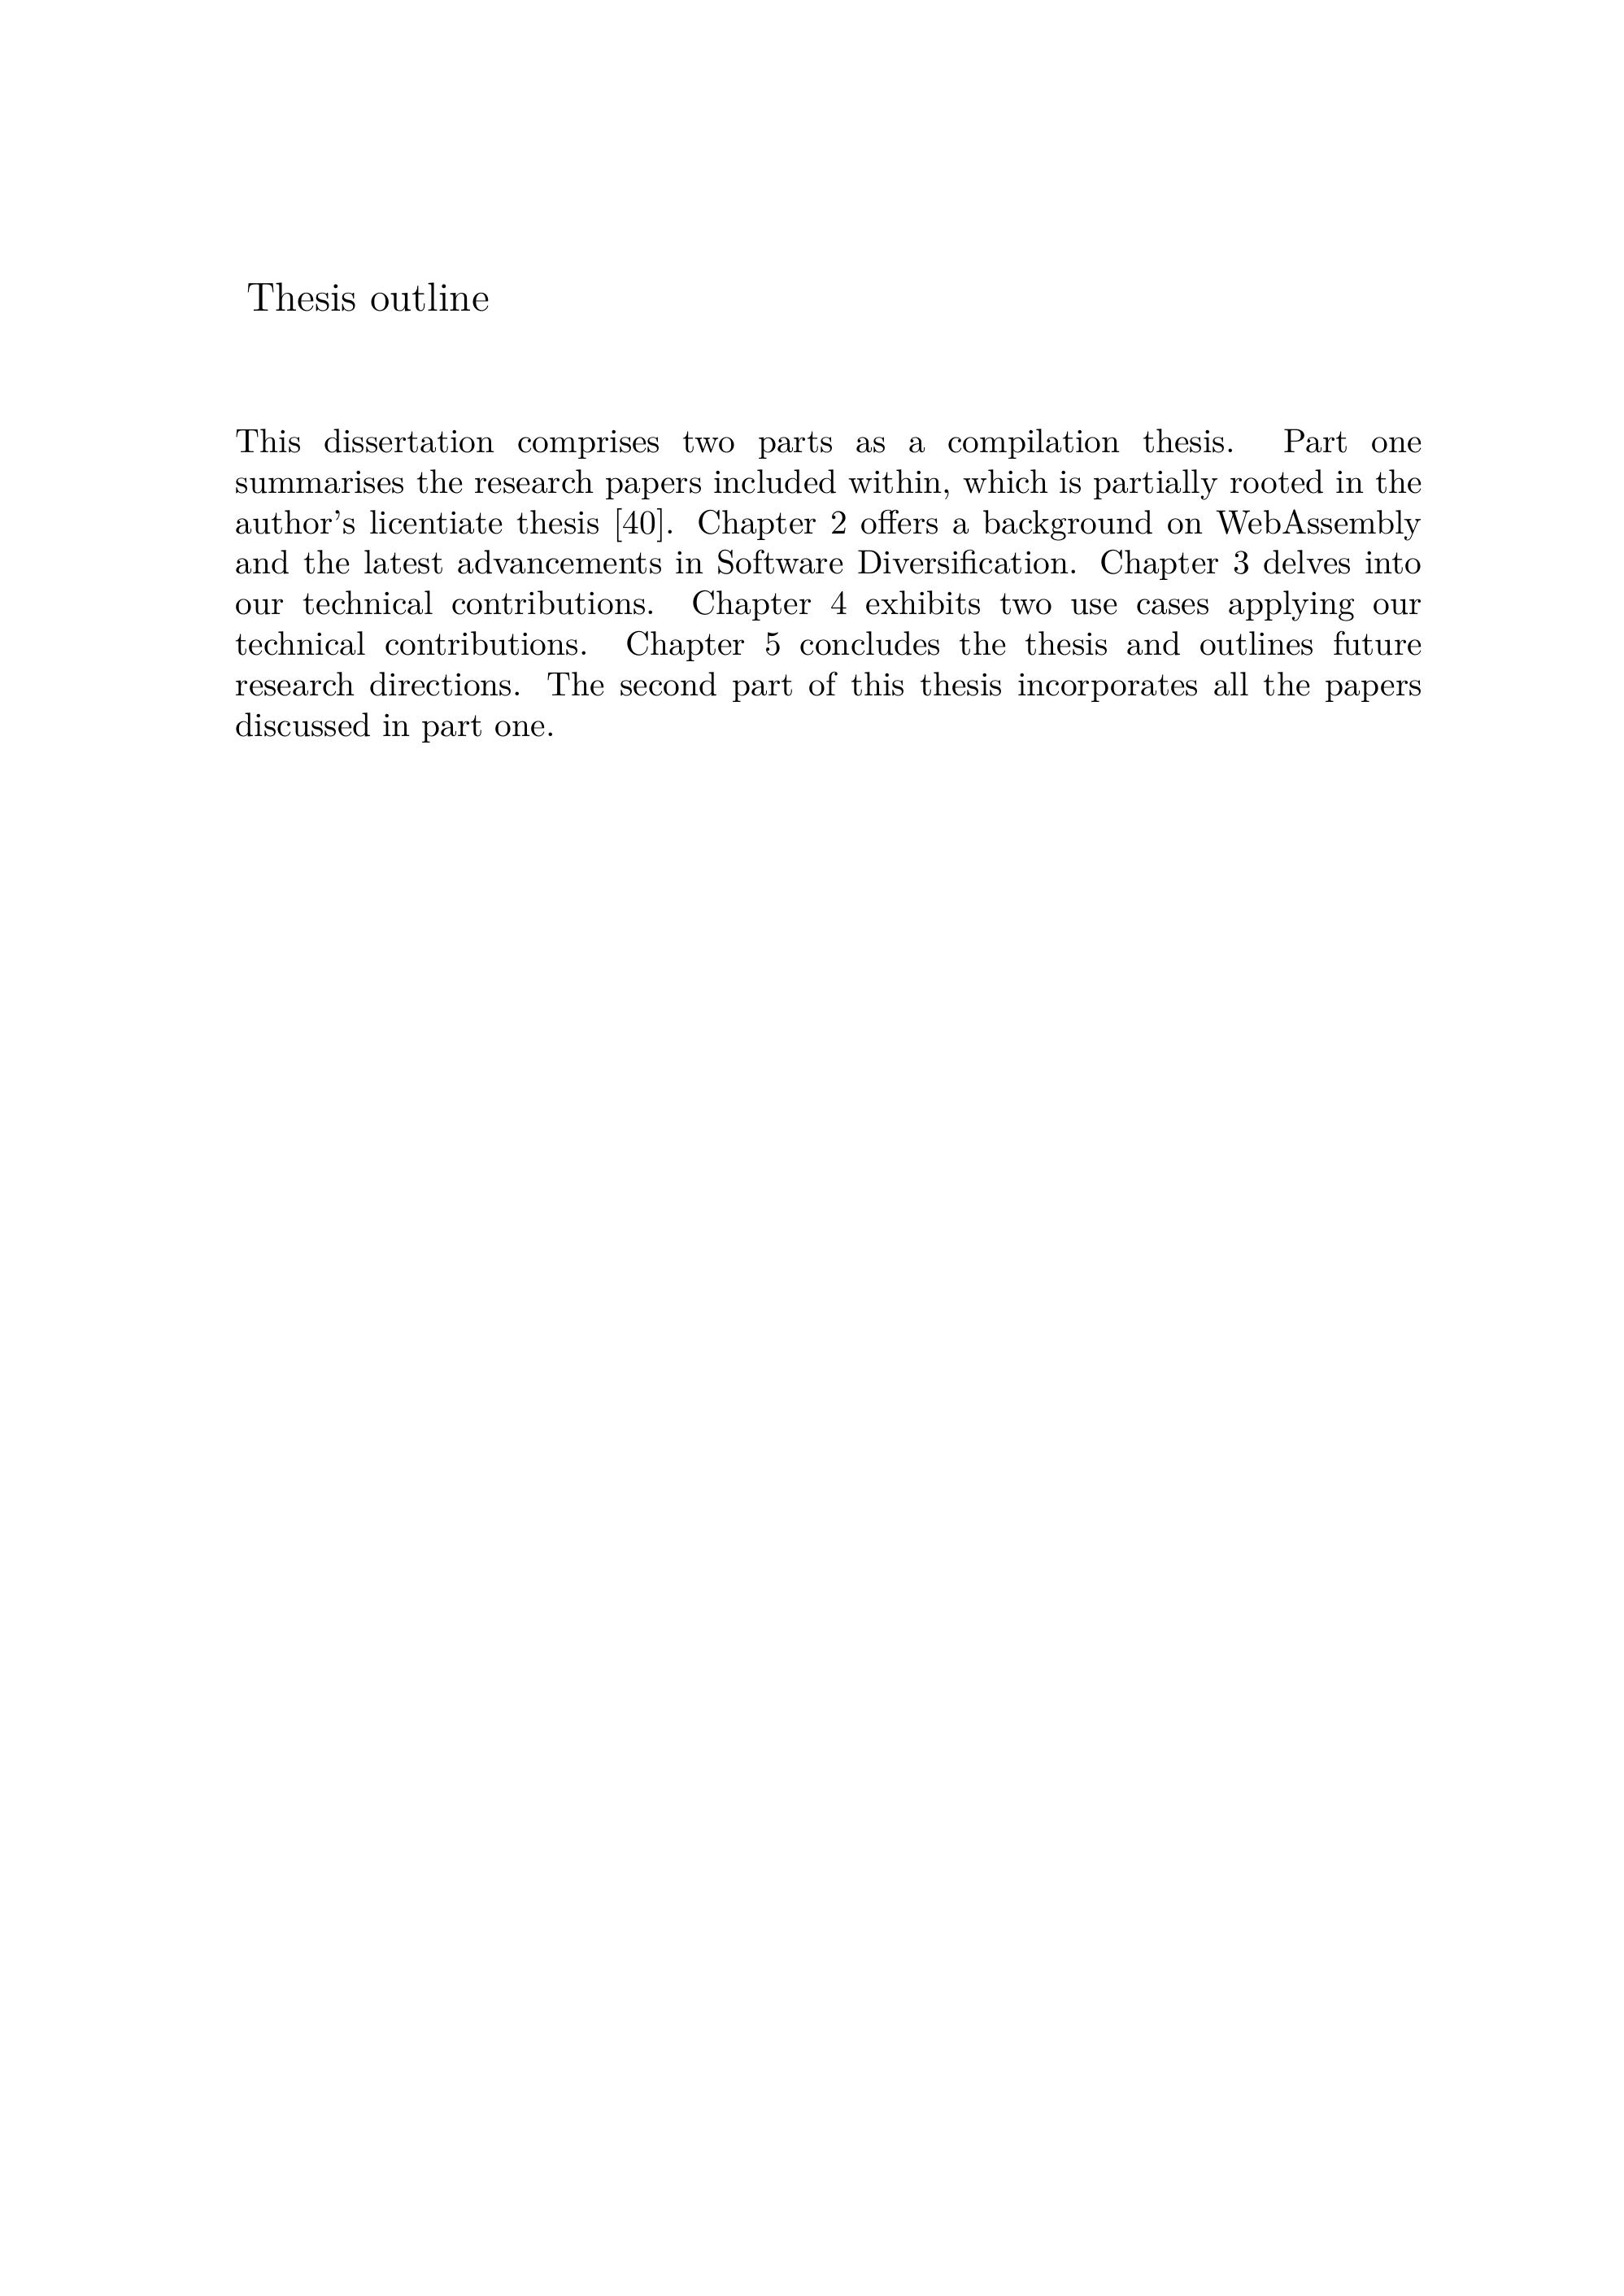 Thesis outline
This dissertation comprises two parts as a compilation thesis. Part one
summarises the research papers included within, which is partially rooted in the
author's licentiate thesis [40]. Chapter 2 offers a background on WebAssembly
and the latest advancements in Software Diversification. Chapter 3 delves into
our technical contributions. Chapter 4 exhibits two use cases applying our
technical contributions. Chapter 5 concludes the thesis and outlines future
research directions. The second part of this thesis incorporates all the papers
discussed in part one.